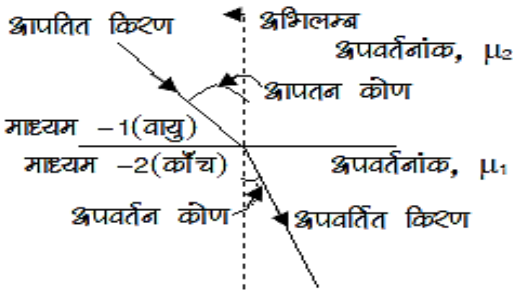 आपतित किरण
अभिलम्ब
अपवर्तनांक, μ₂
आपतन कोण
माध्यम -1(वायु)
माध्यम -2(काँच)
अपवर्तनांक, μ₁
अपवर्तन कोण
अपवर्तित किरण